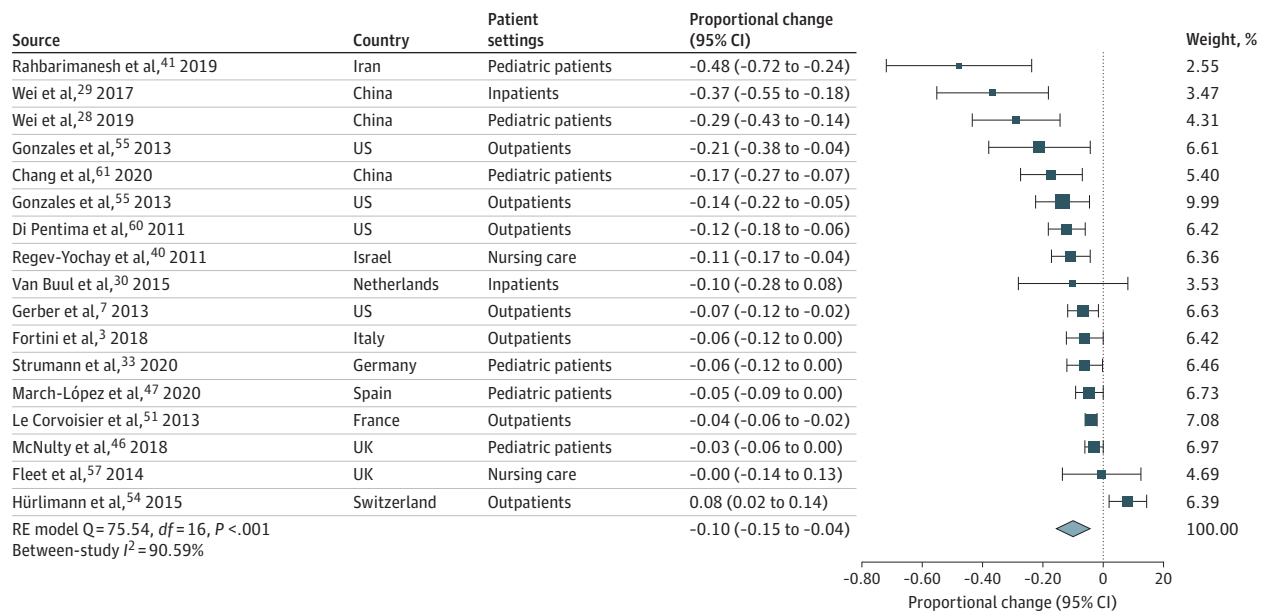 Source Country Patient settings Proportional change (95% CI) Weight, %
Rahbarimanesh et al,41 2019 Iran Pediatric patients -0.48 (-0.72 to -0.24) 2.55
Wei et al,29 2017 China Inpatients -0.37 (-0.55 to -0.18) 3.47
Wei et al,28 2019 China Pediatric patients -0.29 (-0.43 to -0.14) 4.31
Gonzales et al,55 2013 US Outpatients -0.21 (-0.38 to -0.04) 6.61
Chang et al,61 2020 China Pediatric patients -0.17 (-0.27 to -0.07) 5.40
Gonzales et al,55 2013 US Outpatients -0.14 (-0.22 to -0.05) 9.99
Di Pentima et al,60 2011 US Outpatients -0.12 (-0.18 to -0.06) 6.42
Regev-Yochay et al,40 2011 Israel Nursing care -0.11 (-0.17 to -0.04) 6.36
Van Buul et al,30 2015 Netherlands Inpatients -0.10 (-0.28 to 0.08) 3.53
Gerber et al,7 2013 US Outpatients -0.07 (-0.12 to -0.02) 6.63
Fortini et al,3 2018 Italy Outpatients -0.06 (-0.12 to 0.00) 6.42
Strumann et al,33 2020 Germany Pediatric patients -0.06 (-0.12 to 0.00) 6.46
March-López et al,47 2020 Spain Pediatric patients -0.05 (-0.09 to 0.00) 6.73
Le Corvoisier et al,51 2013 France Outpatients -0.04 (-0.06 to -0.02) 7.08
McNulty et al,46 2018 UK Pediatric patients -0.03 (-0.06 to 0.00) 6.97
Fleet et al,57 2014 UK Nursing care -0.00 (-0.14 to 0.13) 4.69
Hürlimann et al,54 2015 Switzerland Outpatients 0.08 (0.02 to 0.14) 6.39
RE model Q = 75.54, df = 16, P <.001 -0.10 (-0.15 to -0.04) 100.00
Between-study I2 = 90.59%
-0.80 -0.60 -0.40 -0.20 0 20
Proportional change (95% CI)